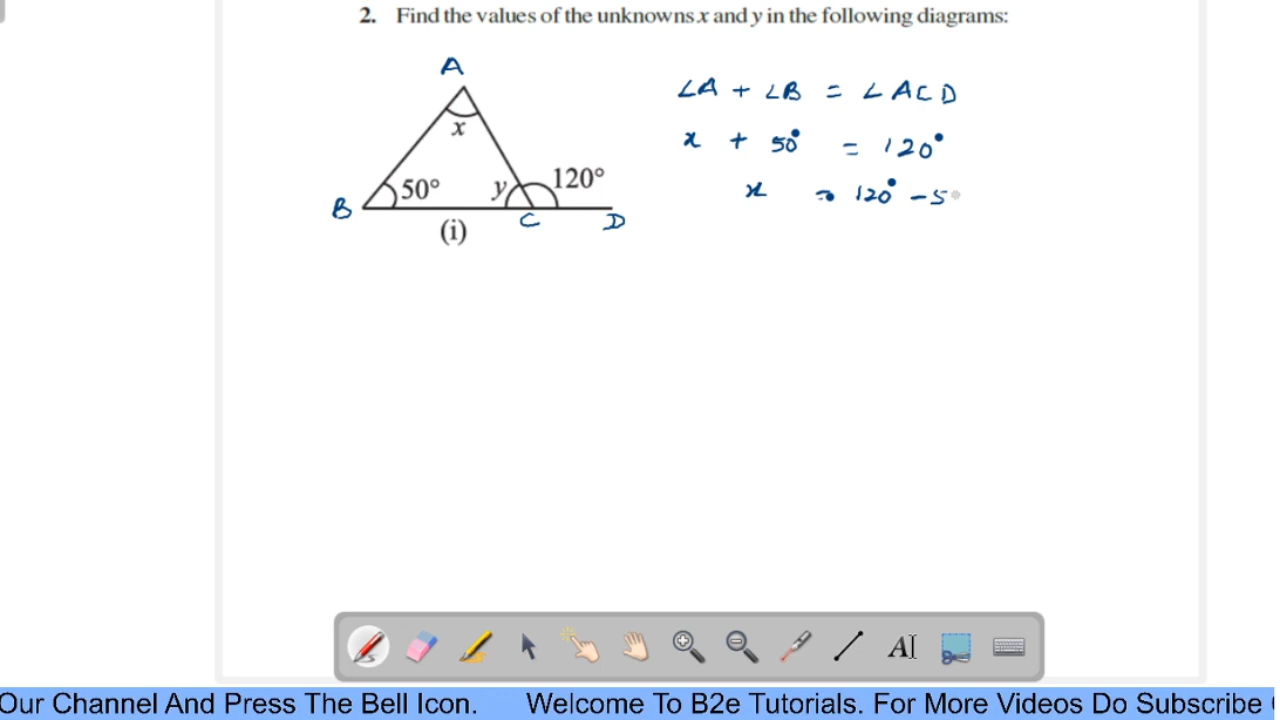 2. Find the values of the unknowns x and y in the following diagrams:
A
x
B
50°
y
120°
C
D
(i)
∠A + ∠B = ∠ACD
x + 50° = 120°
x = 120° - 5
AI
Our Channel And Press The Bell Icon. Welcome To B2e Tutorials. For More Videos Do Subscribe